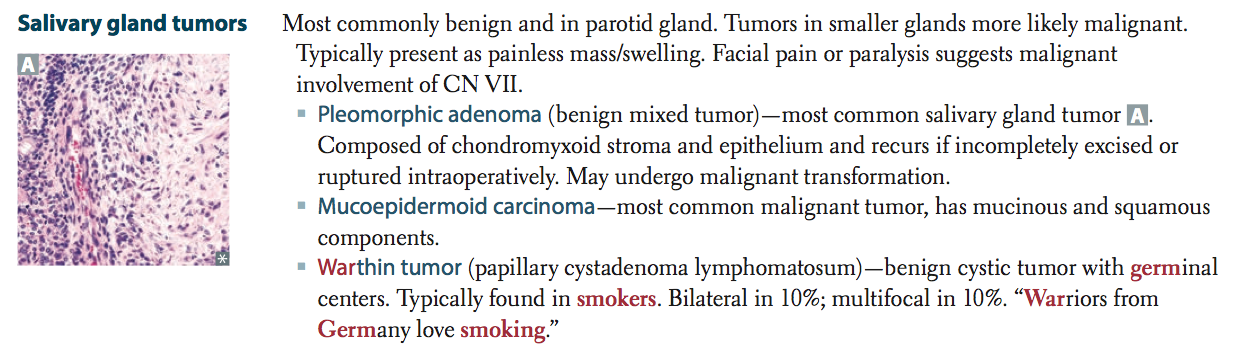 Salivary gland tumors
A
*
Most commonly benign and in parotid gland. Tumors in smaller glands more likely malignant.
Typically present as painless mass/swelling. Facial pain or paralysis suggests malignant
involvement of CN VII.
▪ Pleomorphic adenoma (benign mixed tumor)—most common salivary gland tumor A.
Composed of chondromyxoid stroma and epithelium and recurs if incompletely excised or
ruptured intraoperatively. May undergo malignant transformation.
▪ Mucoepidermoid carcinoma—most common malignant tumor, has mucinous and squamous
components.
▪ Warthin tumor (papillary cystadenoma lymphomatosum)—benign cystic tumor with germinal
centers. Typically found in smokers. Bilateral in 10%; multifocal in 10%. “Warriors from
Germany love smoking.”